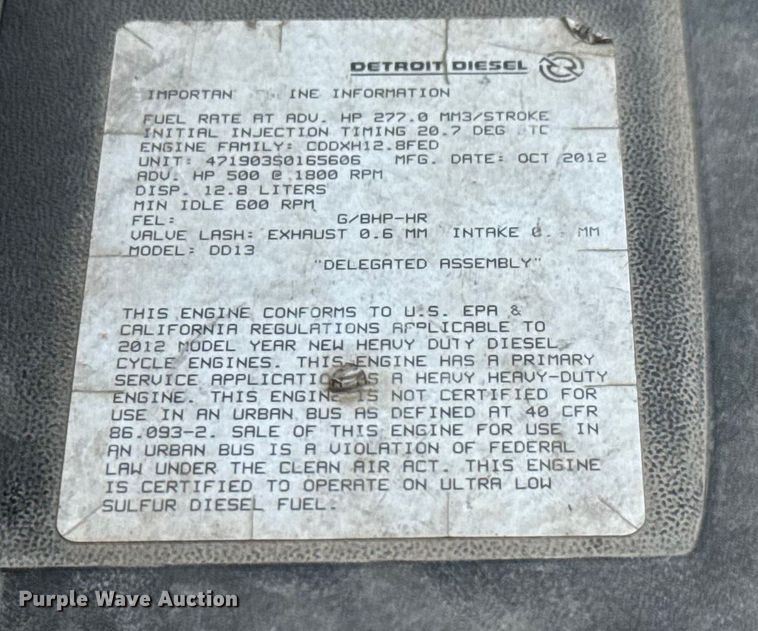 DETROIT DIESEL
INE INFORMATION
FUEL RATE AT ADV. HP 277.0 MM3/STROKE
INITIAL INJECTION TIMING 20.7 DEG TC
ENGINE FAMILY: CDDXH12.8FED
UNIT: 471903S0165606 MFG. DATE: OCT 2012
ADV. HP 500 @ 1800 RPM
DISP. 12.8 LITERS
MIN IDLE 600 RPM
FEL: G/BHP-HR
VALVE LASH: EXHAUST 0.6 MM INTAKE MM
MODEL: DD13
"DELEGATED ASSEMBLY"
THIS ENGINE CONFORMS TO U.S. EPA &
CALIFORNIA REGULATIONS APPLICABLE TO
2012 MODEL YEAR NEW HEAVY DUTY DIESEL
CYCLE ENGINES. THIS ENGINE HAS A PRIMARY
SERVICE APPLICATIO AS A HEAVY HEAVY-DUTY
ENGINE. THIS ENGINE IS NOT CERTIFIED FOR
USE IN AN URBAN BUS AS DEFINED AT 40 CFR
86.093-2. SALE OF THIS ENGINE FOR USE IN
AN URBAN BUS IS A VIOLATION OF FEDERAL
LAW UNDER THE CLEAN AIR ACT. THIS ENGINE
IS CERTIFIED TO OPERATE ON ULTRA LOW
SULFUR DIESEL FUEL.
Purple Wave Auction